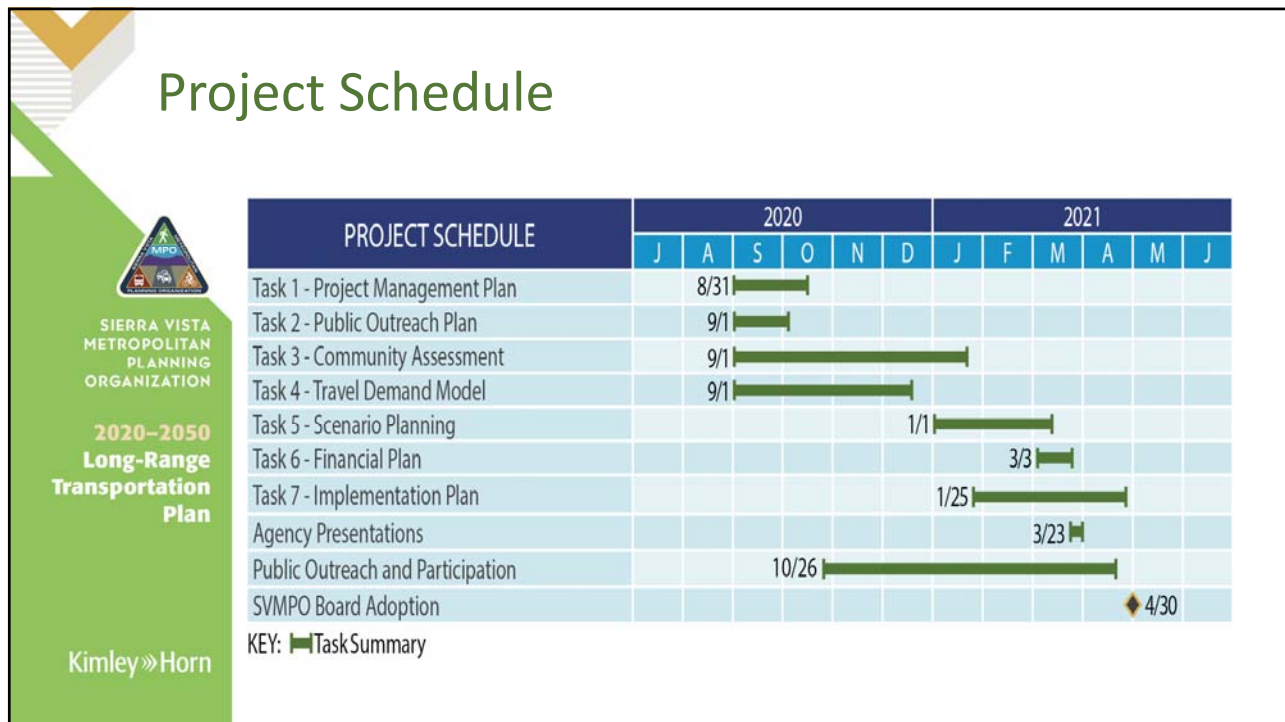 Project Schedule
MPO
SIERRA VISTA
METROPOLITAN
PLANNING
ORGANIZATION
2020–2050
Long-Range
Transportation
Plan
Kimley»Horn
PROJECT SCHEDULE 2020 2021
J A S O N D J F M A M J
Task 1 - Project Management Plan 8/31
Task 2 - Public Outreach Plan 9/1
Task 3 - Community Assessment 9/1
Task 4 - Travel Demand Model 9/1
Task 5 - Scenario Planning 1/1
Task 6 - Financial Plan 3/3
Task 7 - Implementation Plan 1/25
Agency Presentations 3/23
Public Outreach and Participation 10/26
SVMPO Board Adoption 4/30
KEY: Task Summary